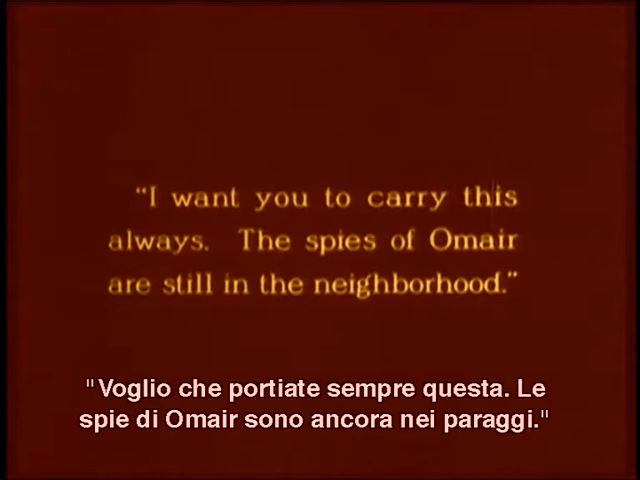 “I want you to carry this
always. The spies of Omair
are still in the neighborhood.”
"Voglio che portiate sempre questa. Le
spie di Omair sono ancora nei paraggi."